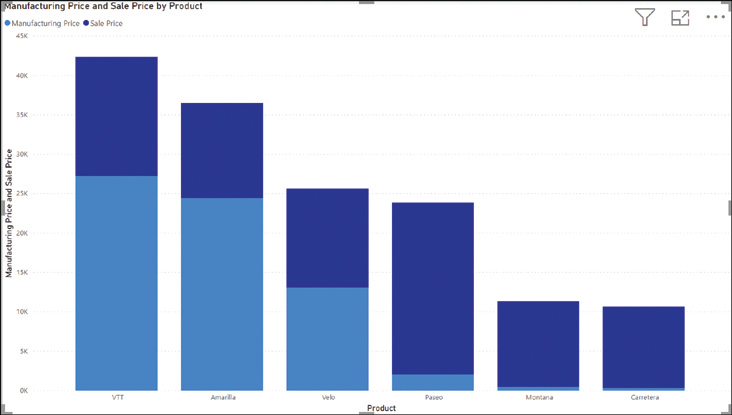 Manufacturing Price and Sale Price by Product
Manufacturing Price Sale Price
45K
40K
35K
30K
25K
20K
15K
10K
5K
0K
Manufacturing Price and Sale Price
VTT Amarilla Velo Paseo Montana Carretera
Product